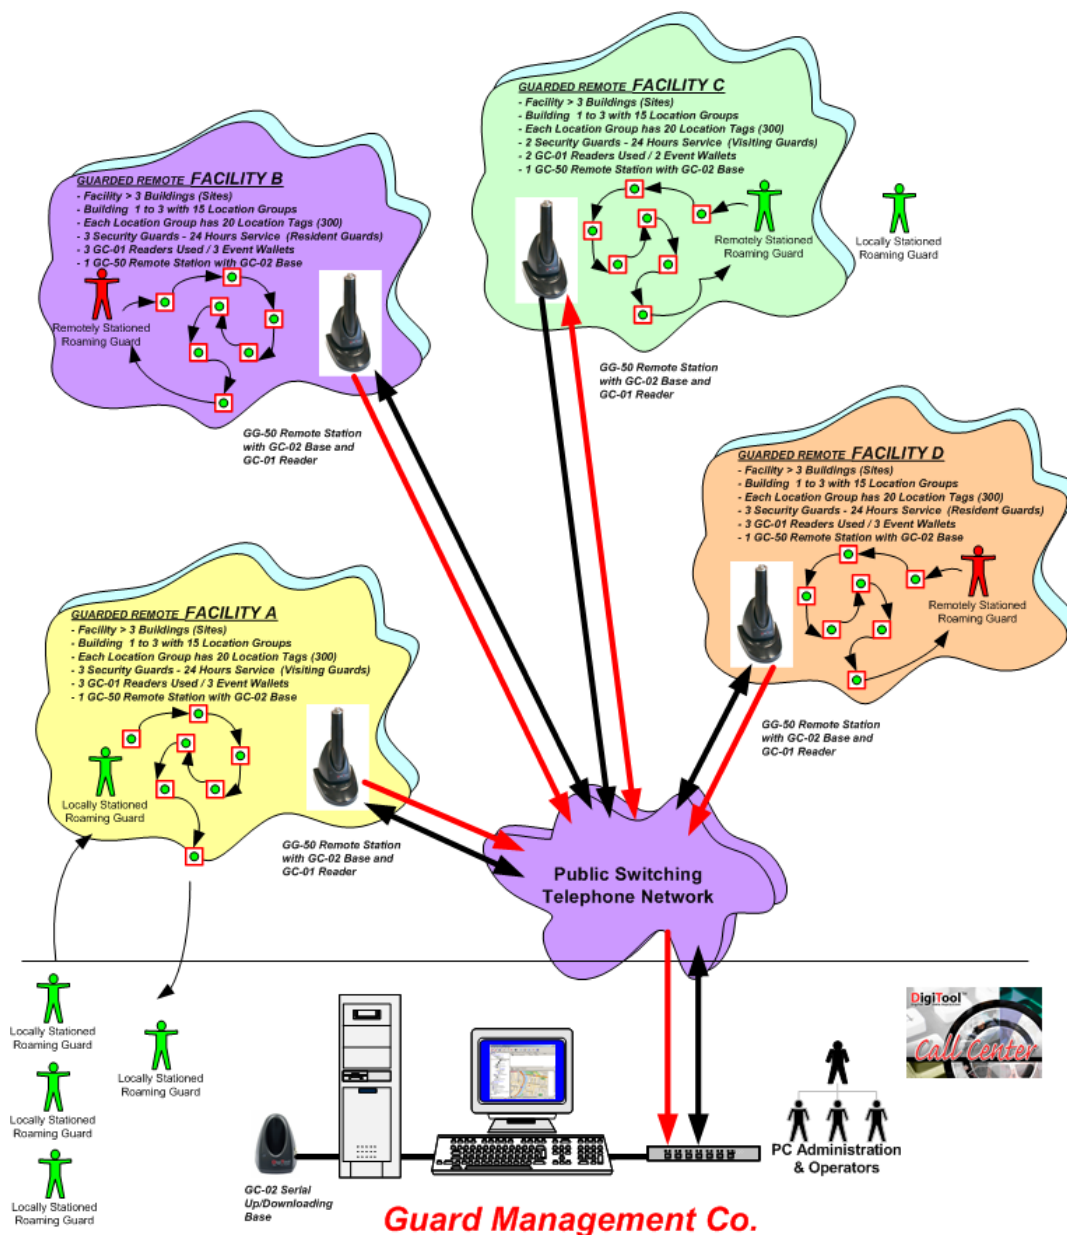 GUARDED REMOTE FACILITY C
- Facility > 3 Buildings (Sites)
- Building 1 to 3 with 15 Location Groups
- Each Location Group has 20 Location Tags (300)
- 2 Security Guards - 24 Hours Service (Visiting Guards)
- 2 GC-01 Readers Used / 2 Event Wallets
- 1 GC-50 Remote Station with GC-02 Base
Remotely Stationed
Roaming Guard
Locally Stationed
Roaming Guard
GG-50 Remote Station
with GC-02 Base and
GC-01 Reader
GUARDED REMOTE FACILITY B
- Facility > 3 Buildings (Sites)
- Building 1 to 3 with 15 Location Groups
- Each Location Group has 20 Location Tags (300)
- 3 Security Guards - 24 Hours Service (Resident Guards)
- 3 GC-01 Readers Used / 3 Event Wallets
- 1 GC-50 Remote Station with GC-02 Base
Remotely Stationed
Roaming Guard
GG-50 Remote Station
with GC-02 Base and
GC-01 Reader
GUARDED REMOTE FACILITY D
- Facility > 3 Buildings (Sites)
- Building 1 to 3 with 15 Location Groups
- Each Location Group has 20 Location Tags (300)
- 3 Security Guards - 24 Hours Service (Resident Guards)
- 3 GC-01 Readers Used / 3 Event Wallets
- 1 GC-50 Remote Station with GC-02 Base
Remotely Stationed
Roaming Guard
GG-50 Remote Station
with GC-02 Base and
GC-01 Reader
GUARDED REMOTE FACILITY A
- Facility > 3 Buildings (Sites)
- Building 1 to 3 with 15 Location Groups
- Each Location Group has 20 Location Tags (300)
- 3 Security Guards - 24 Hours Service (Visiting Guards)
- 3 GC-01 Readers Used / 3 Event Wallets
- 1 GC-50 Remote Station with GC-02 Base
Locally Stationed
Roaming Guard
GG-50 Remote Station
with GC-02 Base and
GC-01 Reader
Public Switching
Telephone Network
Locally Stationed
Roaming Guard
Locally Stationed
Roaming Guard
Locally Stationed
Roaming Guard
Locally Stationed
Roaming Guard
DigiTool
Call Center
PC Administration
& Operators
GC-02 Serial
Up/Downloading
Base
Guard Management Co.